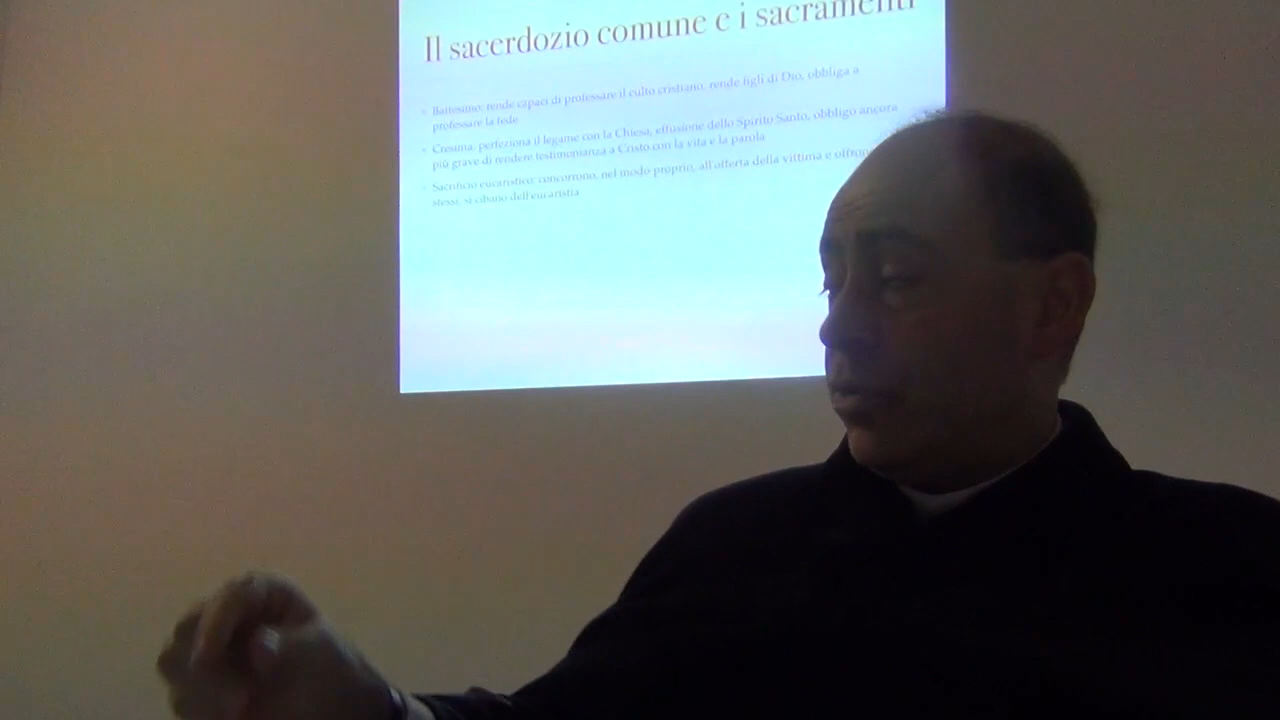 Il sacerdozio comune e i sacramenti
Battesimo: rende capaci di professare il culto cristiano, rende figli di Dio, obbliga a
professare la fede
Cresima: perfeziona il legame con la Chiesa, effusione dello Spirito Santo, obbligo ancora
più grave di rendere testimonianza a Cristo con la vita e la parola
Sacrificio eucaristico: concorrono, nel modo proprio, all'offerta della vittima e offron
stessi, si cibano dell'eucaristia